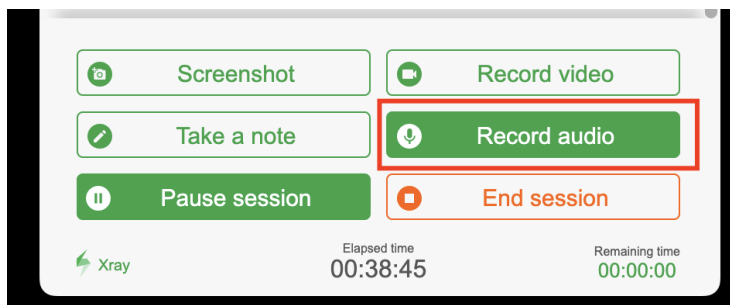 Screenshot
Record video
Take a note
Record audio
Pause session
End session
Xray
Elapsed time
00:38:45
Remaining time
00:00:00